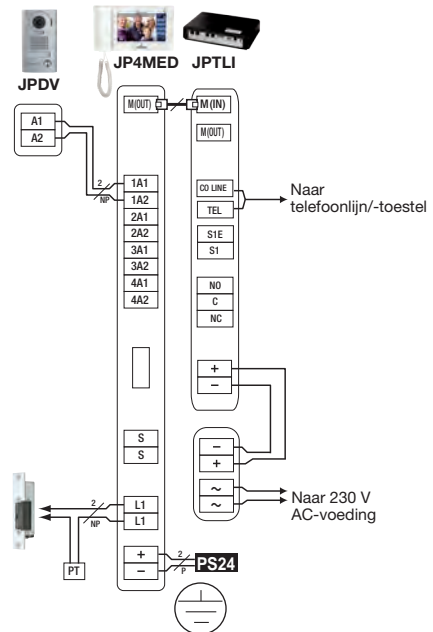 JPDV
JP4MED
JPTLI
A1
A2
M(OUT)
M(IN)
M(OUT)
2
NP
1A1
1A2
2A1
2A2
3A1
3A2
4A1
4A2
CO LINE
TEL
Naar
telefoonlijn/-toestel
S1E
S1
NO
C
NC
+
−
S
S
−
+
~
~
Naar 230 V
AC-voeding
2
NP
L1
L1
PT
+
−
2
P
PS24